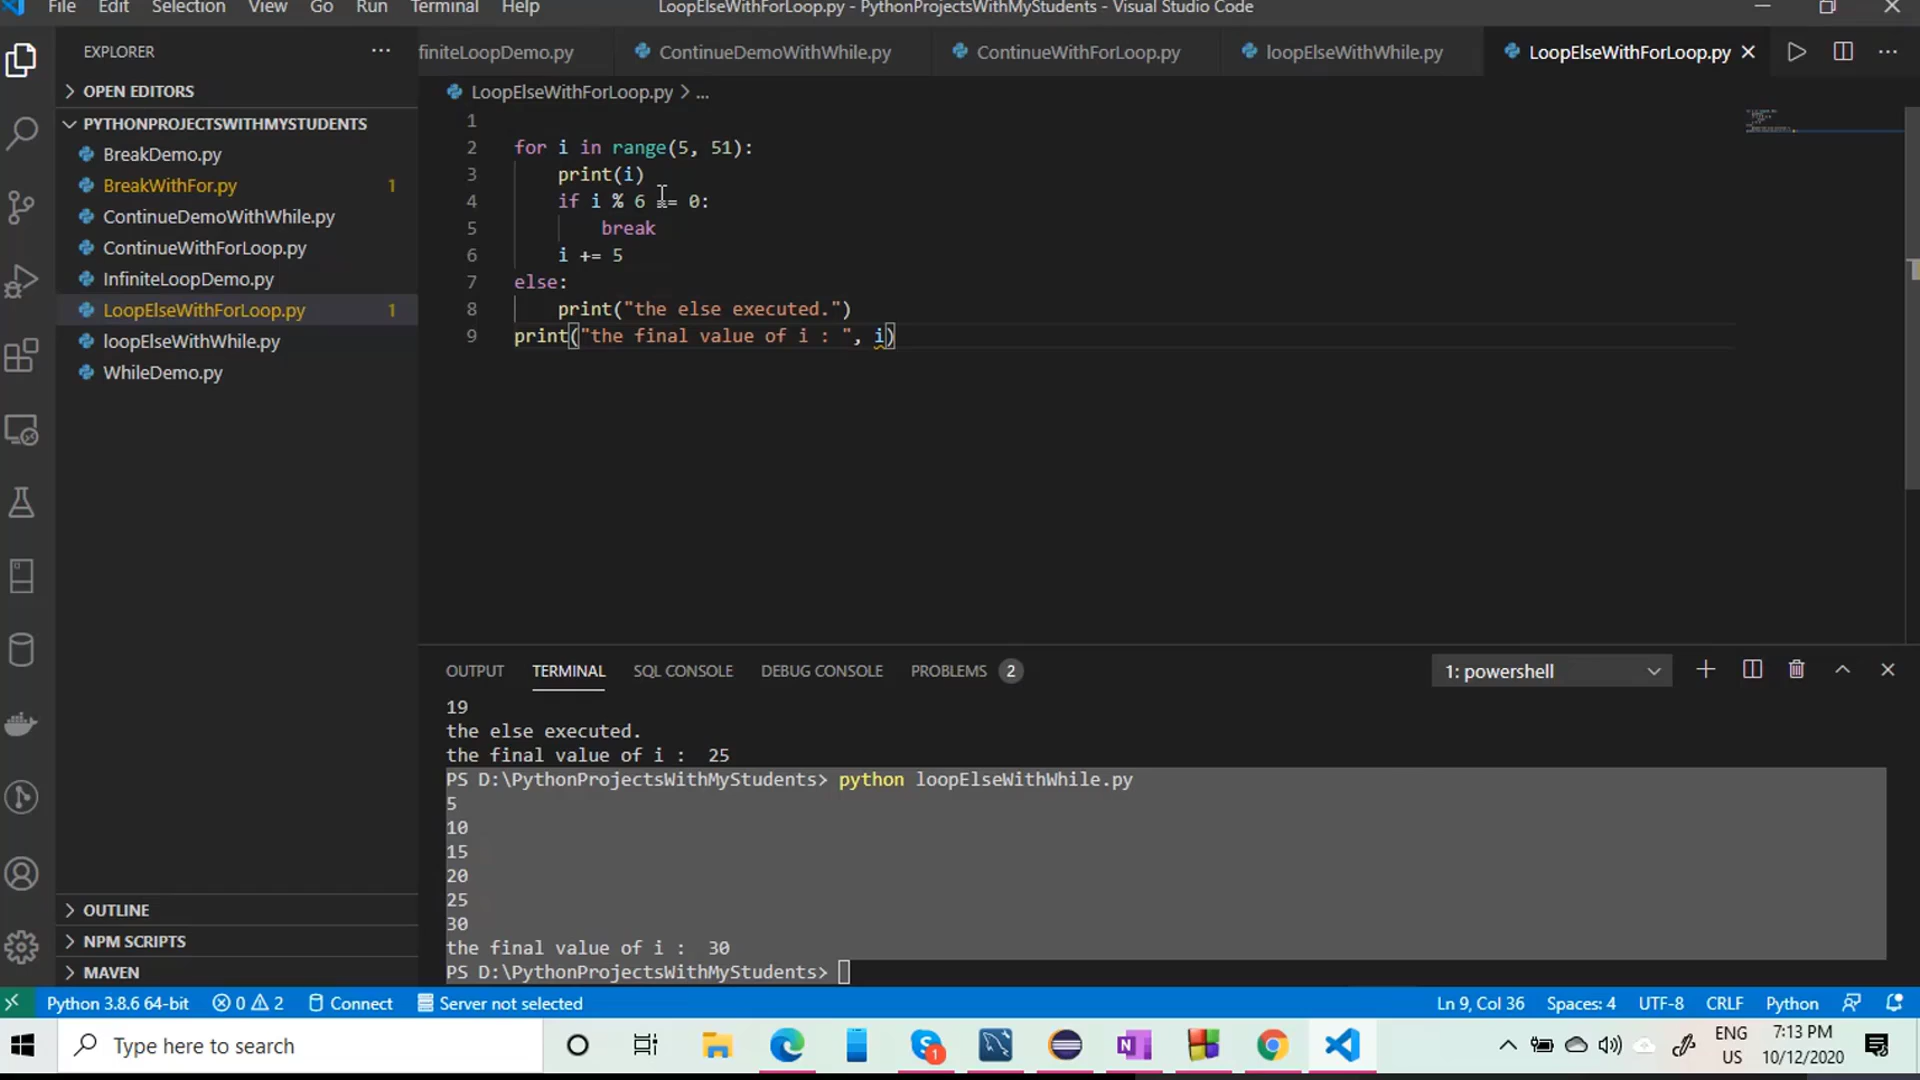 File Edit Selection View Go Run Terminal Help LoopElseWithForLoop.py - PythonProjectsWithMyStudents - Visual Studio Code
EXPLORER
finiteLoopDemo.py ContinueDemoWithWhile.py ContinueWithForLoop.py loopElseWithWhile.py LoopElseWithForLoop.py
OPEN EDITORS
PYTHONPROJECTSWITHMYSTUDENTS
BreakDemo.py
BreakWithFor.py 1
ContinueDemoWithWhile.py
ContinueWithForLoop.py
InfiniteLoopDemo.py
LoopElseWithForLoop.py 1
loopElseWithWhile.py
WhileDemo.py
OUTLINE
NPM SCRIPTS
MAVEN
LoopElseWithForLoop.py > ...
1
2 for i in range(5, 51):
3 print(i)
4 if i % 6 == 0:
5 break
6 i += 5
7 else:
8 print("the else executed.")
9 print("the final value of i : ", i)
OUTPUT TERMINAL SQL CONSOLE DEBUG CONSOLE PROBLEMS 2 1: powershell
19
the else executed.
the final value of i :  25
PS D:\PythonProjectsWithMyStudents> python loopElseWithWhile.py
5
10
15
20
25
30
the final value of i :  30
PS D:\PythonProjectsWithMyStudents>
Python 3.8.6 64-bit 0 2 Connect Server not selected Ln 9, Col 36 Spaces: 4 UTF-8 CRLF Python
Type here to search 1 N ENG US 7:13 PM 10/12/2020